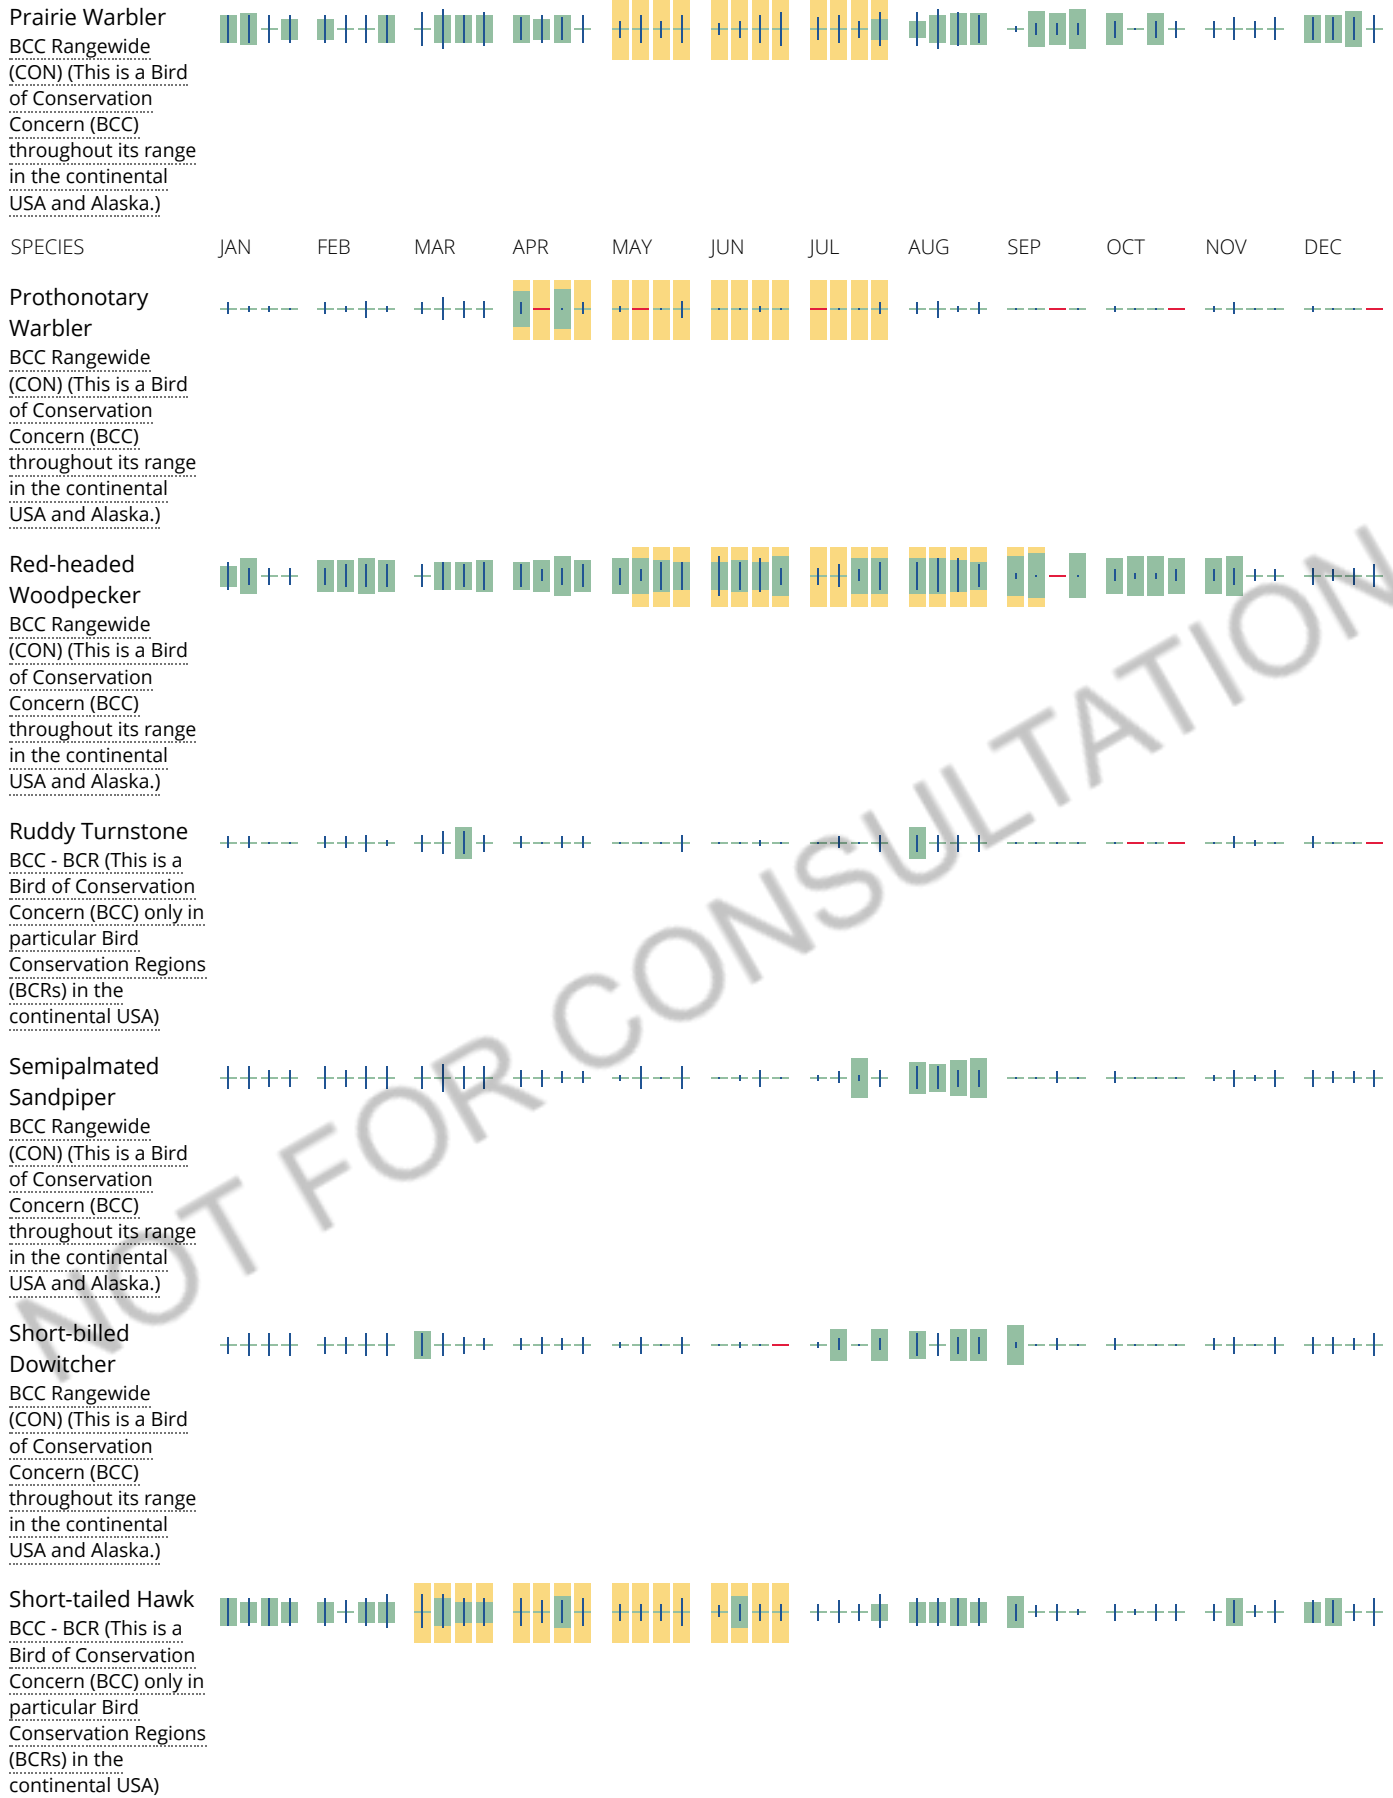 Prairie Warbler
BCC Rangewide
(CON) (This is a Bird
of Conservation
Concern (BCC)
throughout its range
in the continental
USA and Alaska.)
SPECIES JAN FEB MAR APR MAY JUN JUL AUG SEP OCT NOV DEC
Prothonotary
Warbler
BCC Rangewide
(CON) (This is a Bird
of Conservation
Concern (BCC)
throughout its range
in the continental
USA and Alaska.)
Red-headed
Woodpecker
BCC Rangewide
(CON) (This is a Bird
of Conservation
Concern (BCC)
throughout its range
in the continental
USA and Alaska.)
Ruddy Turnstone
BCC - BCR (This is a
Bird of Conservation
Concern (BCC) only in
particular Bird
Conservation Regions
(BCRs) in the
continental USA)
Semipalmated
Sandpiper
BCC Rangewide
(CON) (This is a Bird
of Conservation
Concern (BCC)
throughout its range
in the continental
USA and Alaska.)
Short-billed
Dowitcher
BCC Rangewide
(CON) (This is a Bird
of Conservation
Concern (BCC)
throughout its range
in the continental
USA and Alaska.)
Short-tailed Hawk
BCC - BCR (This is a
Bird of Conservation
Concern (BCC) only in
particular Bird
Conservation Regions
(BCRs) in the
continental USA)
NOT FOR CONSULTATION